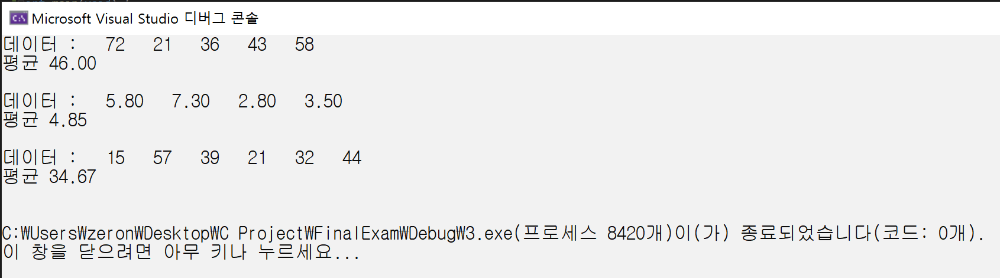 Microsoft Visual Studio 디버그 콘솔
데이터 :   72   21   36   43   58
평균 46.00
데이터 :   5.80   7.30   2.80   3.50
평균 4.85
데이터 :   15   57   39   21   32   44
평균 34.67
C:₩Users₩zeron₩Desktop₩C Project₩FinalExam₩Debug₩3.exe(프로세스 8420개)이(가) 종료되었습니다(코드: 0개).
이 창을 닫으려면 아무 키나 누르세요...